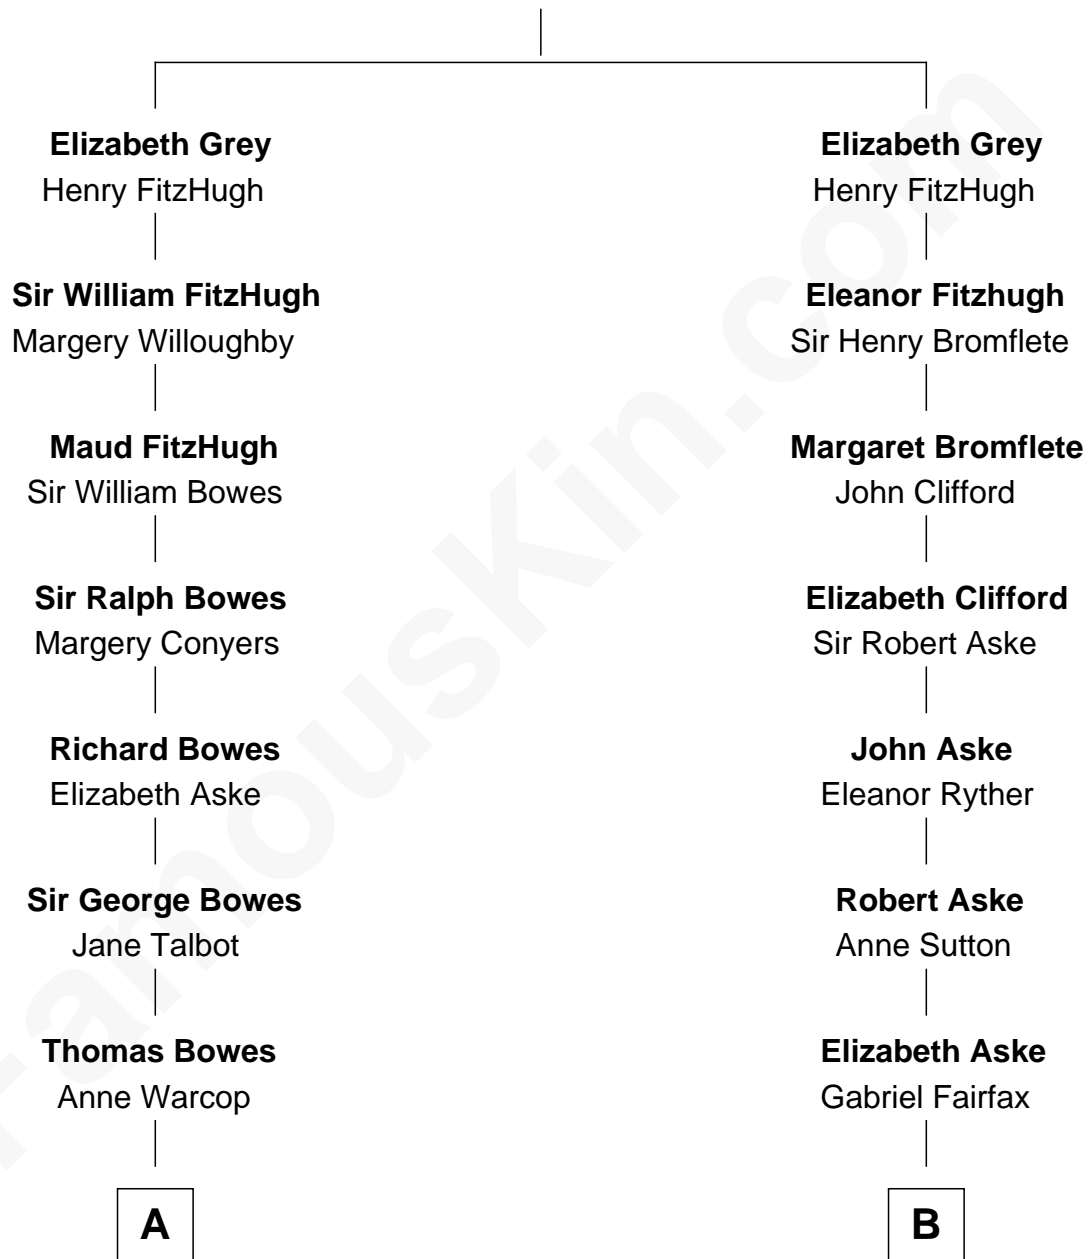 Elizabeth Grey
Henry FitzHugh
Sir William FitzHugh
Margery Willoughby
Maud FitzHugh
Sir William Bowes
Sir Ralph Bowes
Margery Conyers
Richard Bowes
Elizabeth Aske
Sir George Bowes
Jane Talbot
Thomas Bowes
Anne Warcop
A
Elizabeth Grey
Henry FitzHugh
Eleanor Fitzhugh
Sir Henry Bromflete
Margaret Bromflete
John Clifford
Elizabeth Clifford
Sir Robert Aske
John Aske
Eleanor Ryther
Robert Aske
Anne Sutton
Elizabeth Aske
Gabriel Fairfax
B
FamousKin.com